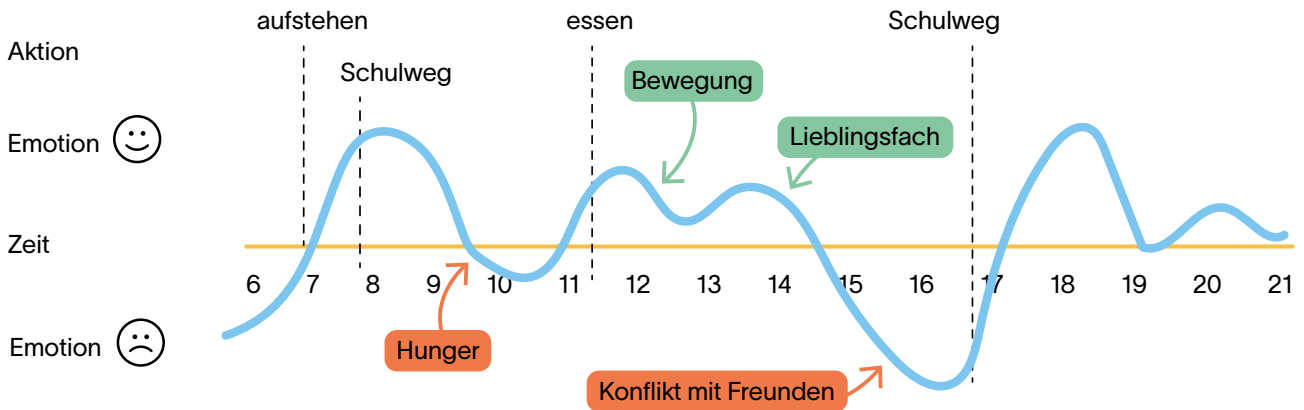 aufstehen
essen
Schulweg
Aktion
Schulweg
Bewegung
Emotion
Lieblingsfach
Zeit
6 7 8 9 10 11 12 13 14 15 16 17 18 19 20 21
Emotion
Hunger
Konflikt mit Freunden